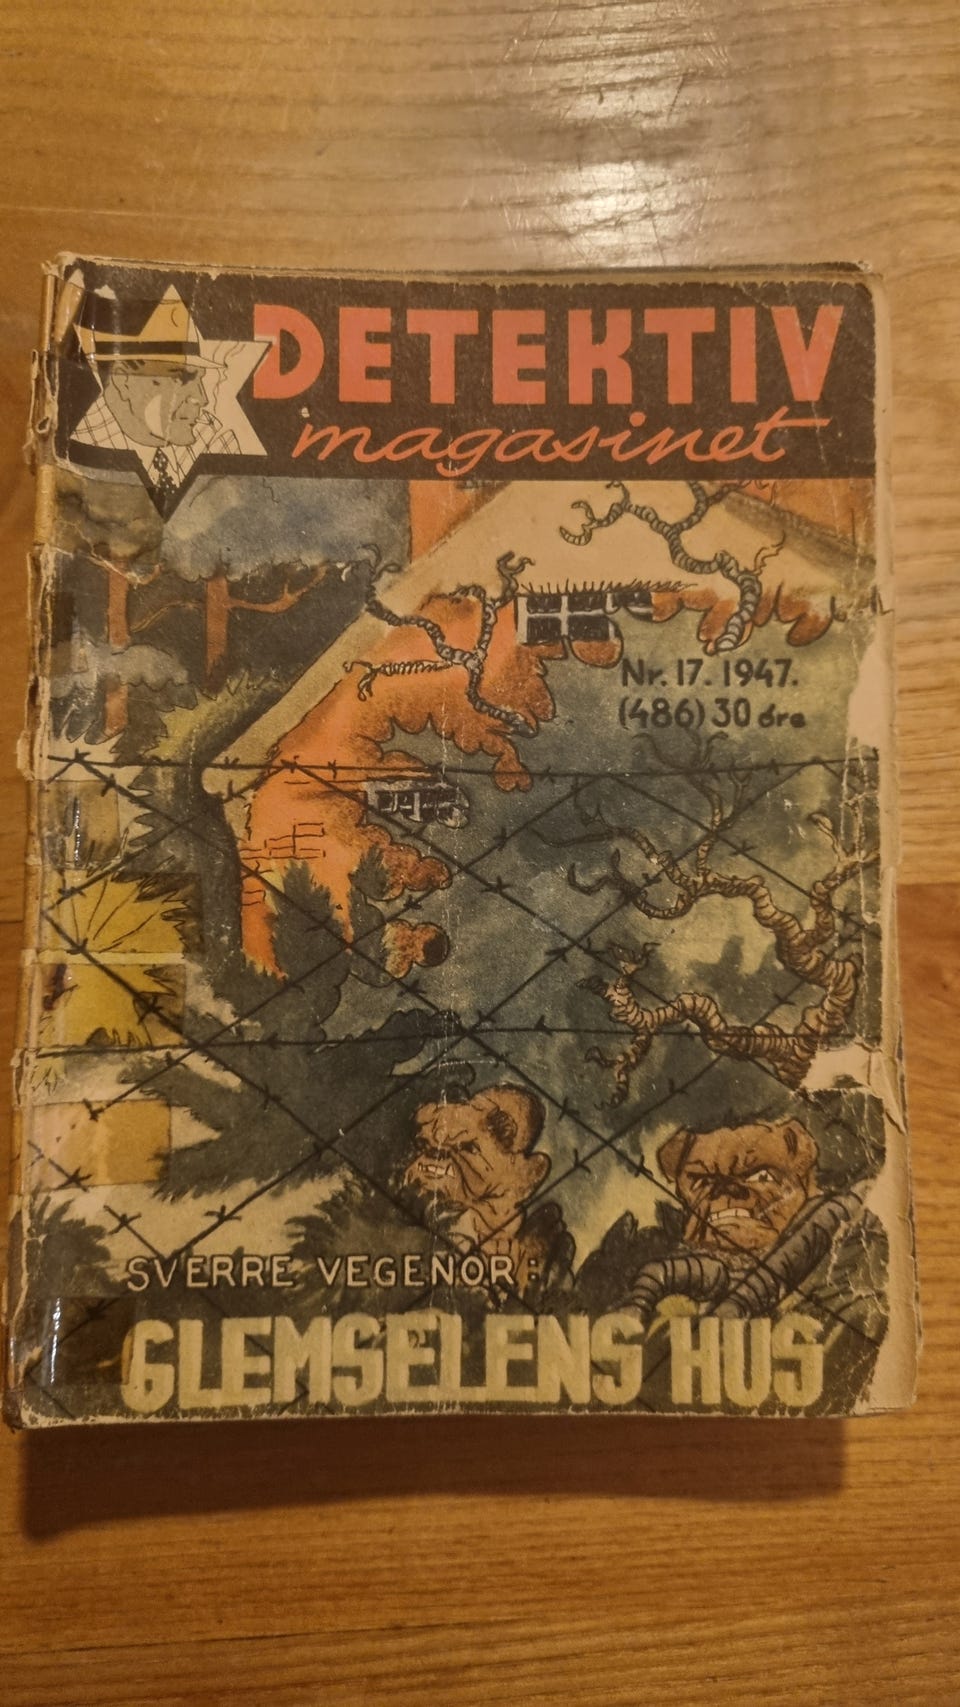 DETEKTIV
magasinet
Nr. 17. 1947.
(486) 30 øre
SVERRE VEGENOR:
GLEMSELENS HUS